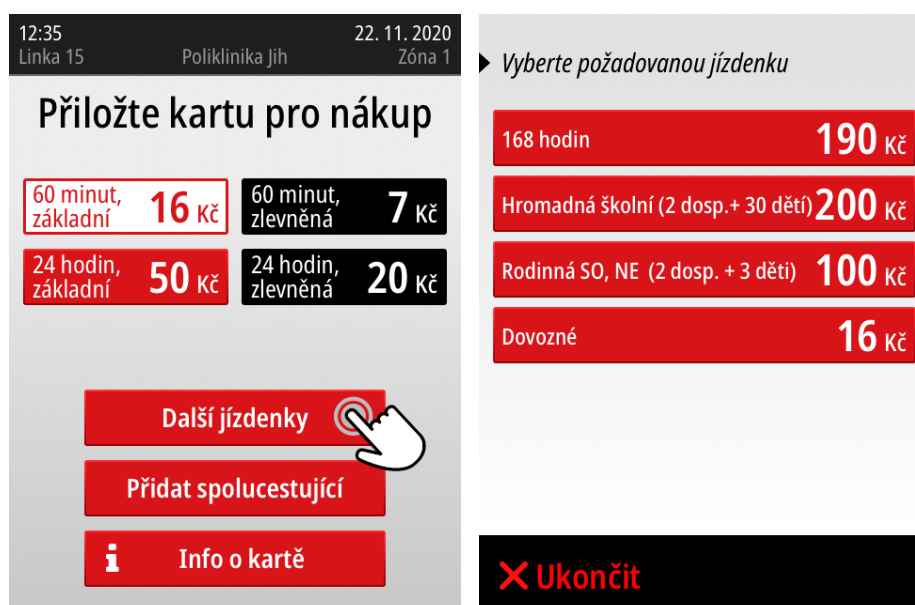 12:35 22. 11. 2020
Linka 15 Poliklinika Jih Zóna 1
Přiložte kartu pro nákup
60 minut, základní 16 Kč
60 minut, zlevněná 7 Kč
24 hodin, základní 50 Kč
24 hodin, zlevněná 20 Kč
Další jízdenky
Přidat spolucestující
i Info o kartě
Vyberte požadovanou jízdenku
168 hodin 190 Kč
Hromadná školní (2 dosp.+ 30 dětí) 200 Kč
Rodinná SO, NE (2 dosp. + 3 děti) 100 Kč
Dovozné 16 Kč
Ukončit